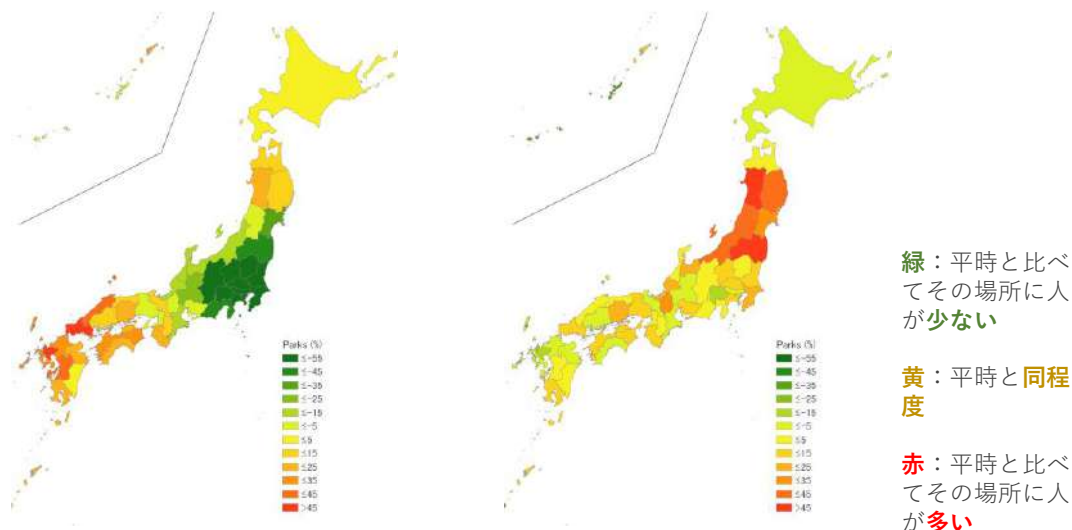 Parks (%)
≤-55
≤-45
≤-35
≤-25
≤-15
≤-5
≤5
≤15
≤25
≤35
≤45
>45
Parks (%)
≤-55
≤-45
≤-35
≤-25
≤-15
≤-5
≤5
≤15
≤25
≤35
≤45
>45
緑：平時と比べ
てその場所に人
が少ない
黄：平時と同程
度
赤：平時と比べ
てその場所に人
が多い